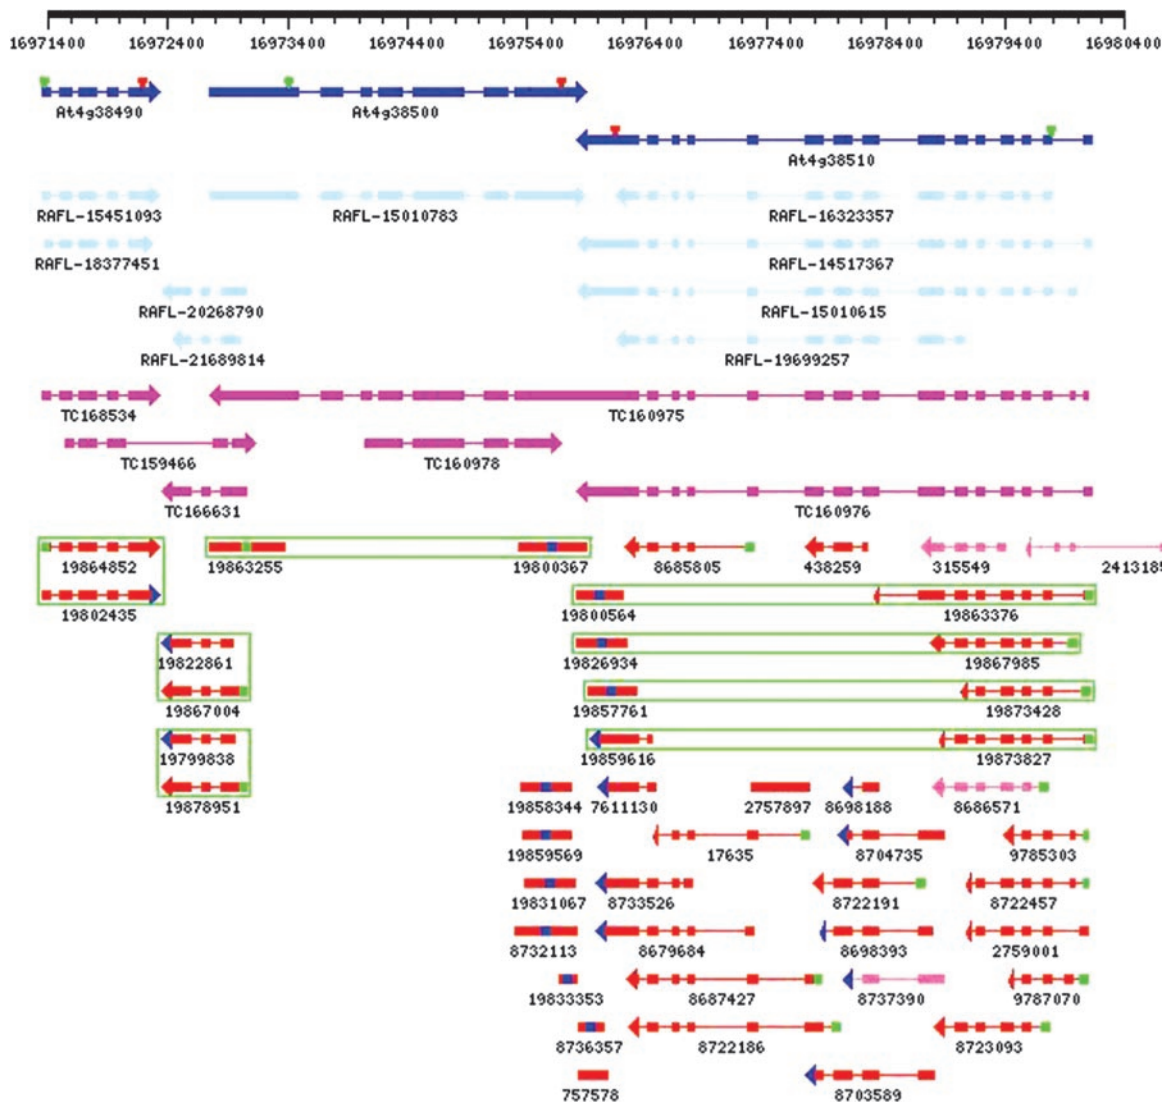 16971400 16972400 16973400 16974400 16975400 16976400 16977400 16978400 16979400 16980400
At4g38490 At4g38500
At4g38510
RAFL-15451093 RAFL-15010783 RAFL-16323357
RAFL-18377451 RAFL-14517367
RAFL-20268790 RAFL-15010615
RAFL-21689814 RAFL-19699257
TC168534 TC160975
TC159466 TC160978
TC166631 TC160976
19864852 19863255 19800367 8685805 438259 315549 2413185
19802435 19800564 19863376
19822861 19826934 19867985
19867004 19857761 19873428
19799838 19859616 19873827
19878951 19858344 7611130 2757897 8698188 8686571
19859569 17635 8704735 9785303
19831067 8733526 8722191 8722457
8732113 8679684 8698393 2759001
19833353 8687427 8737390 9787070
8736357 8722186 8723093
757578 8703589